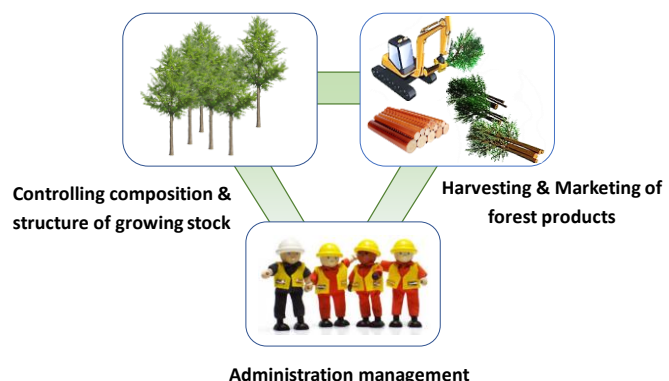 Controlling composition &
structure of growing stock
Harvesting & Marketing of
forest products
Administration management